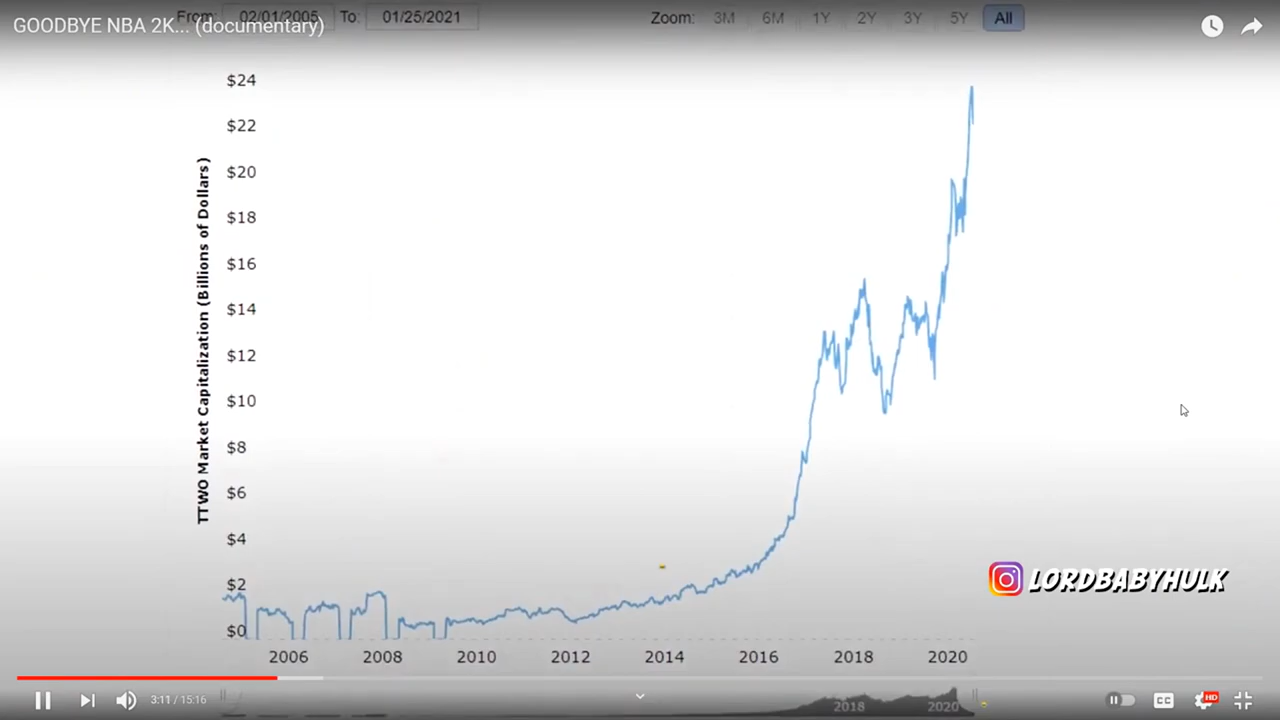 GOODBYE NBA 2K... (documentary)
From: 02/01/2005 To: 01/25/2021
Zoom: 3M 6M 1Y 2Y 3Y 5Y All
TTWO Market Capitalization (Billions of Dollars)
$24
$22
$20
$18
$16
$14
$12
$10
$8
$6
$4
$2
$0
2006 2008 2010 2012 2014 2016 2018 2020
LORDBABYHULK
3:11 / 15:16
2018 2020
CC
HD